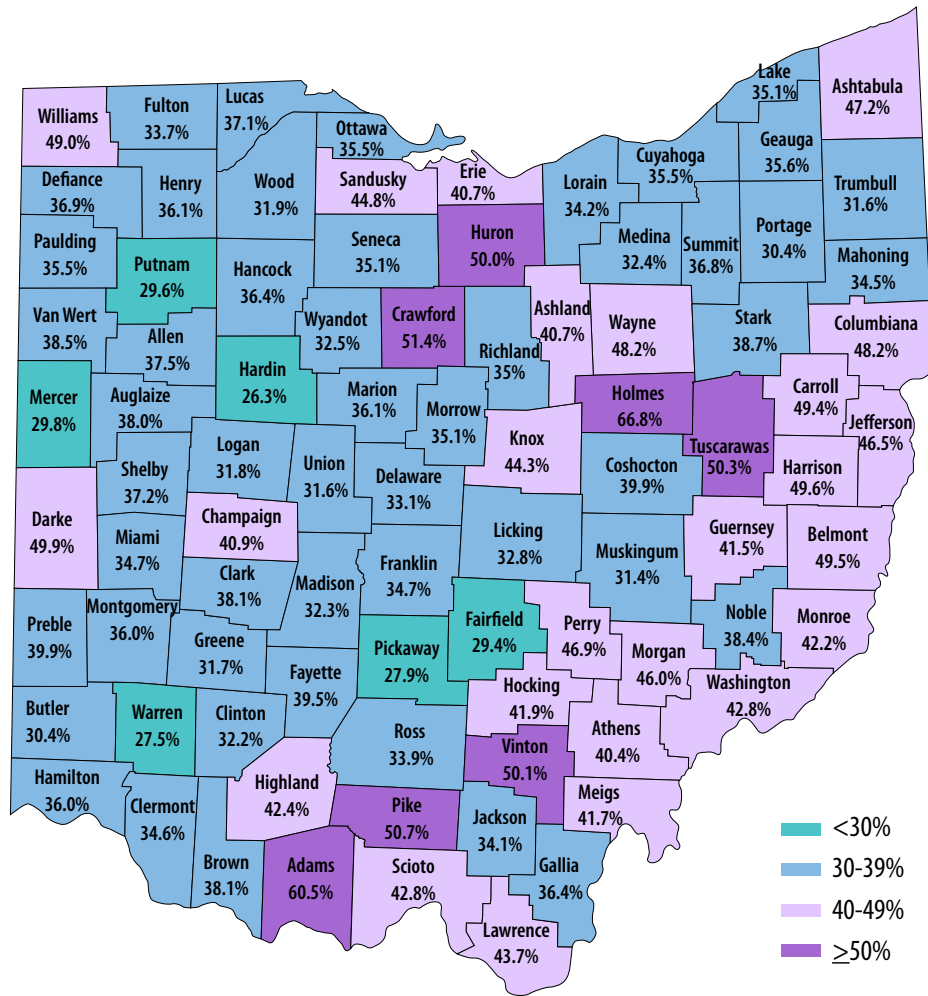 Lake
35.1%
Ashtabula
47.2%
Williams
49.0%
Fulton
33.7%
Lucas
37.1%
Ottawa
35.5%
Geauga
35.6%
Cuyahoga
35.5%
Erie
40.7%
Sandusky
44.8%
Wood
31.9%
Henry
36.1%
Defiance
36.9%
Lorain
34.2%
Trumbull
31.6%
Portage
30.4%
Summit
36.8%
Medina
32.4%
Huron
50.0%
Seneca
35.1%
Paulding
35.5%
Putnam
29.6%
Hancock
36.4%
Mahoning
34.5%
Van Wert
38.5%
Allen
37.5%
Wyandot
32.5%
Crawford
51.4%
Ashland
40.7%
Wayne
48.2%
Stark
38.7%
Columbiana
48.2%
Richland
35%
Hardin
26.3%
Mercer
29.8%
Auglaize
38.0%
Marion
36.1%
Morrow
35.1%
Holmes
66.8%
Carroll
49.4%
Jefferson
46.5%
Tuscarawas
50.3%
Knox
44.3%
Logan
31.8%
Union
31.6%
Shelby
37.2%
Delaware
33.1%
Coshocton
39.9%
Harrison
49.6%
Darke
49.9%
Champaign
40.9%
Miami
34.7%
Licking
32.8%
Guernsey
41.5%
Belmont
49.5%
Muskingum
31.4%
Franklin
34.7%
Clark
38.1%
Madison
32.3%
Montgomery
36.0%
Preble
39.9%
Greene
31.7%
Fairfield
29.4%
Perry
46.9%
Noble
38.4%
Monroe
42.2%
Pickaway
27.9%
Morgan
46.0%
Fayette
39.5%
Washington
42.8%
Hocking
41.9%
Butler
30.4%
Warren
27.5%
Clinton
32.2%
Ross
33.9%
Athens
40.4%
Vinton
50.1%
Hamilton
36.0%
Clermont
34.6%
Highland
42.4%
Pike
50.7%
Jackson
34.1%
Meigs
41.7%
Brown
38.1%
Adams
60.5%
Scioto
42.8%
Gallia
36.4%
Lawrence
43.7%
<30%
30-39%
40-49%
≥50%